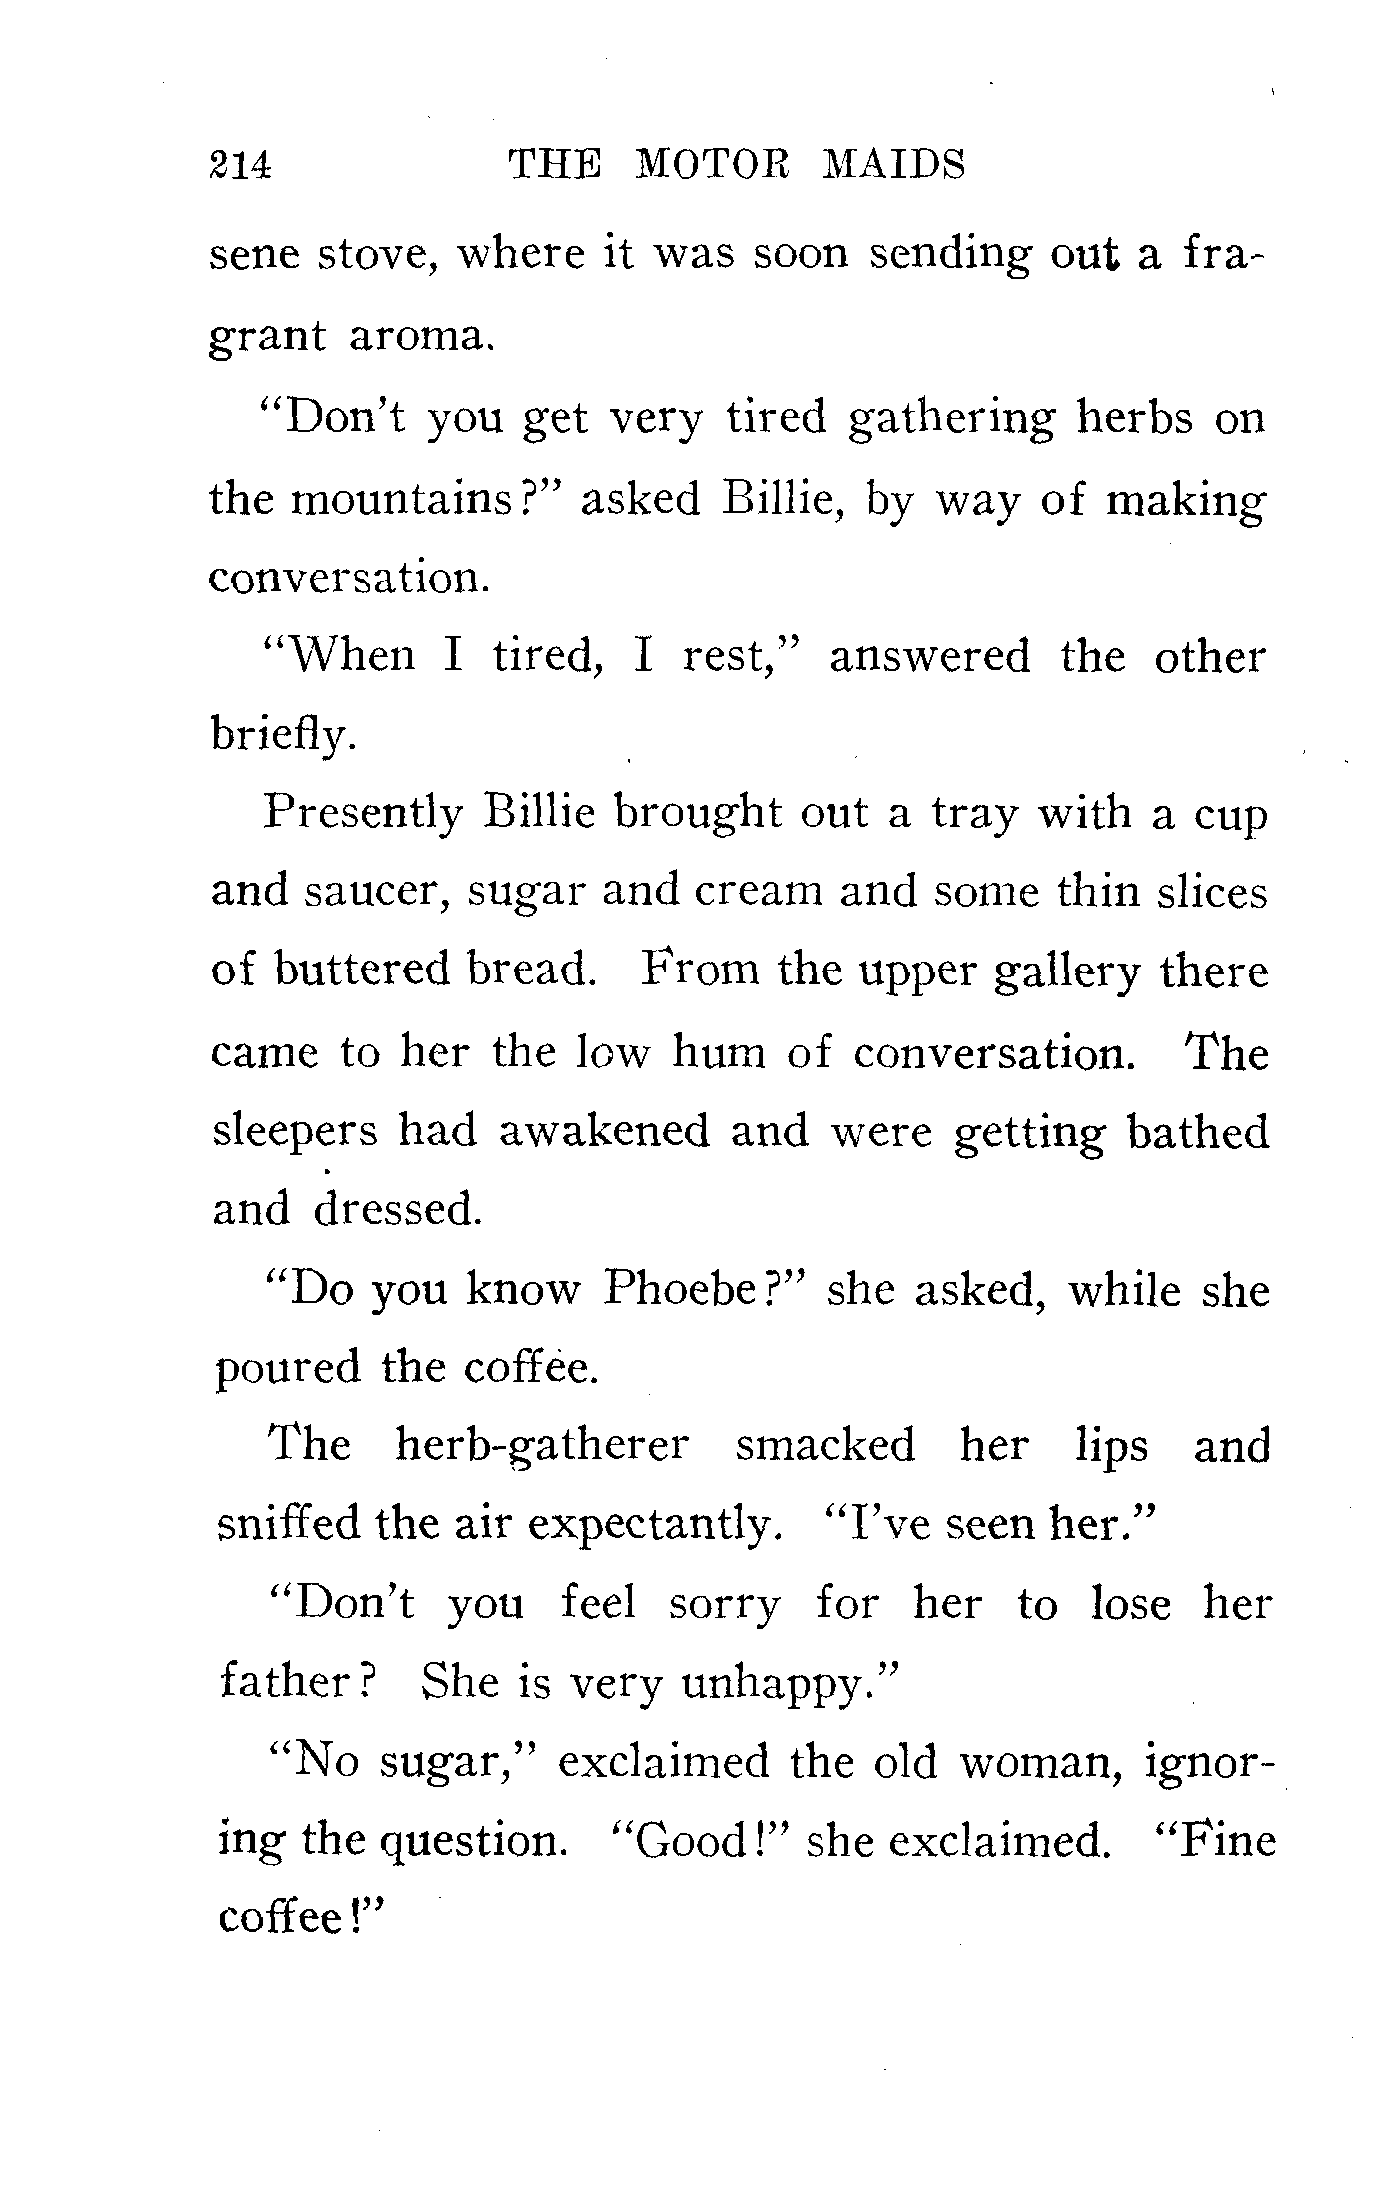 214 THE MOTOR MAIDS
sene stove, where it was soon sending out a fra-
grant aroma.
"Don't you get very tired gathering herbs on
the mountains?" asked Billie, by way of making
conversation.
"When I tired, I rest," answered the other
briefly.
Presently Billie brought out a tray with a cup
and saucer, sugar and cream and some thin slices
of buttered bread. From the upper gallery there
came to her the low hum of conversation. The
sleepers had awakened and were getting bathed
and dressed.
"Do you know Phoebe?" she asked, while she
poured the coffee.
The herb-gatherer smacked her lips and
sniffed the air expectantly. "I've seen her."
"Don't you feel sorry for her to lose her
father? She is very unhappy."
"No sugar," exclaimed the old woman, ignor-
ing the question. "Good!" she exclaimed. "Fine
coffee!"